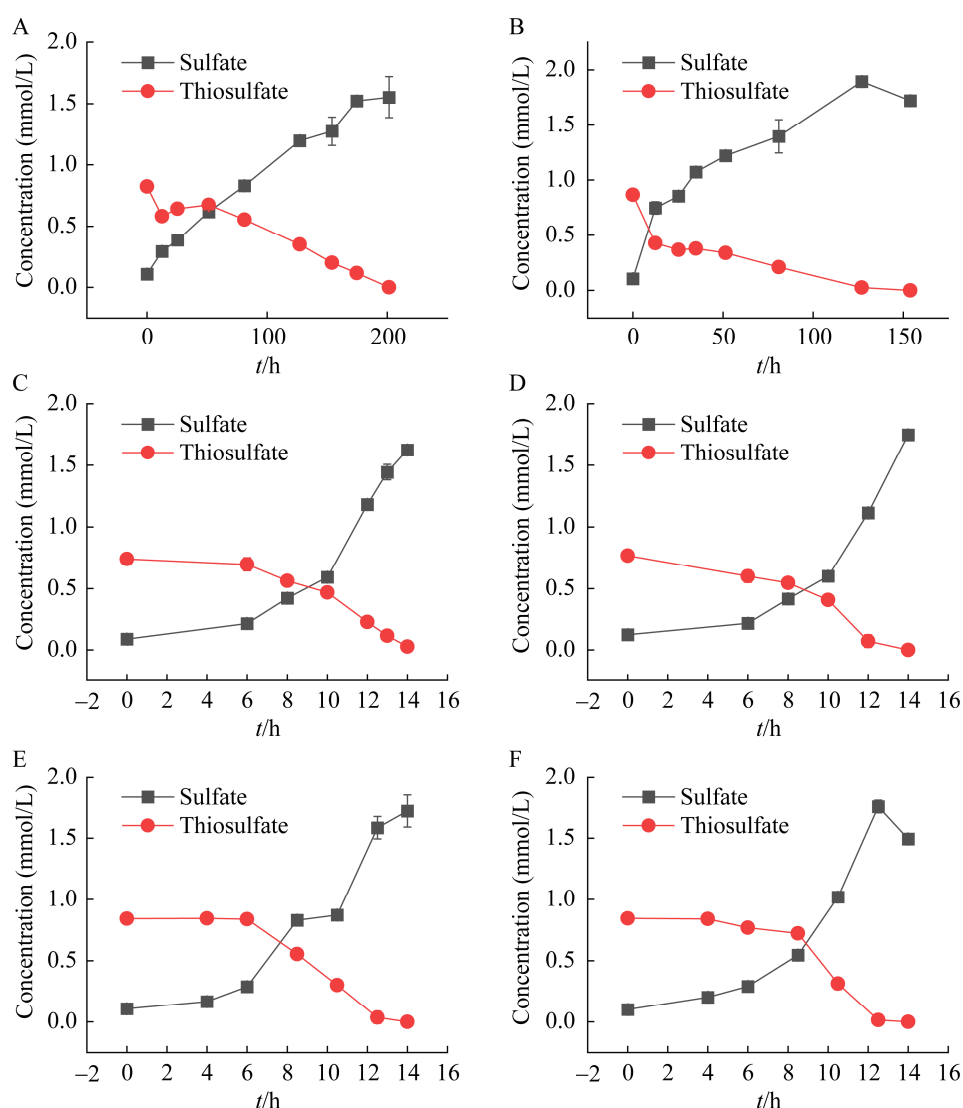 A
Concentration (mmol/L)
2.0
1.5
1.0
0.5
0.0
Sulfate
Thiosulfate
0 100 200
t/h
B
Concentration (mmol/L)
2.0
1.5
1.0
0.5
0.0
Sulfate
Thiosulfate
0 50 100 150
t/h
C
Concentration (mmol/L)
2.0
1.5
1.0
0.5
0.0
Sulfate
Thiosulfate
–2 0 2 4 6 8 10 12 14 16
t/h
D
Concentration (mmol/L)
2.0
1.5
1.0
0.5
0.0
Sulfate
Thiosulfate
–2 0 2 4 6 8 10 12 14 16
t/h
E
Concentration (mmol/L)
2.0
1.5
1.0
0.5
0.0
Sulfate
Thiosulfate
–2 0 2 4 6 8 10 12 14 16
t/h
F
Concentration (mmol/L)
2.0
1.5
1.0
0.5
0.0
Sulfate
Thiosulfate
–2 0 2 4 6 8 10 12 14 16
t/h